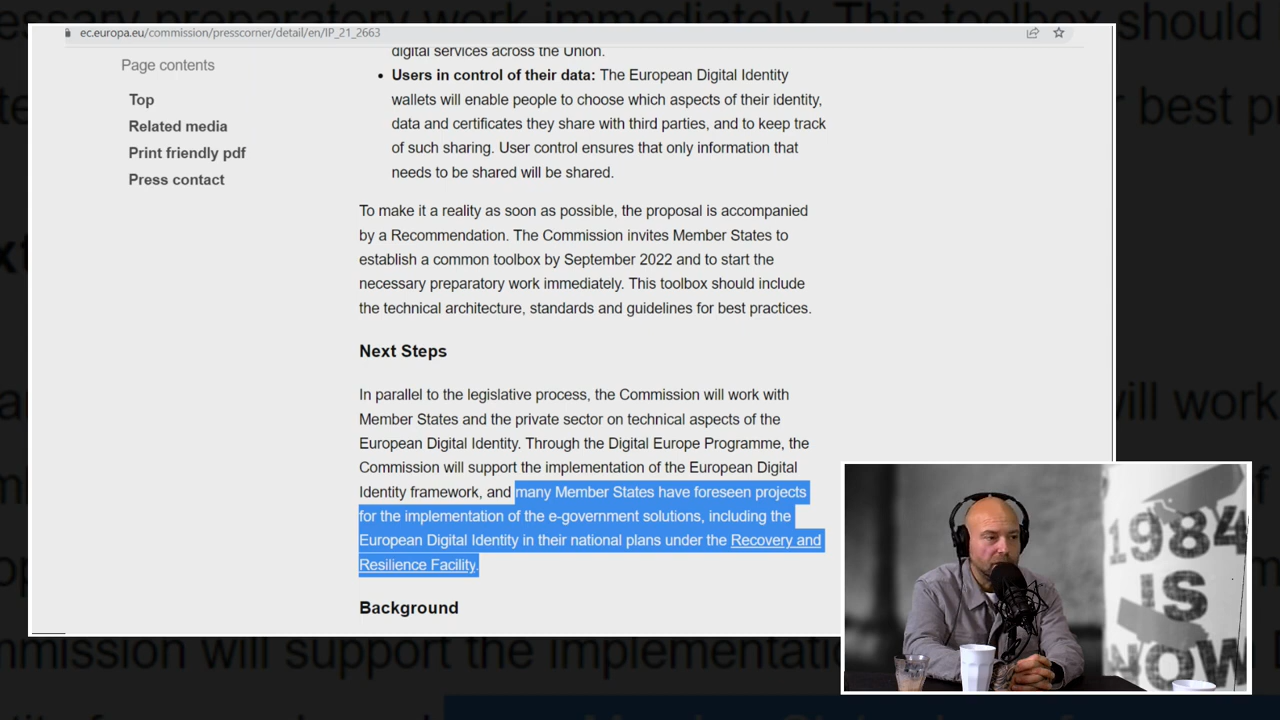 ec.europa.eu/commission/presscorner/detail/en/IP_21_2663
Page contents
Top
Related media
Print friendly pdf
Press contact
digital services across the Union.
• Users in control of their data: The European Digital Identity
wallets will enable people to choose which aspects of their identity,
data and certificates they share with third parties, and to keep track
of such sharing. User control ensures that only information that
needs to be shared will be shared.
To make it a reality as soon as possible, the proposal is accompanied
by a Recommendation. The Commission invites Member States to
establish a common toolbox by September 2022 and to start the
necessary preparatory work immediately. This toolbox should include
the technical architecture, standards and guidelines for best practices.
Next Steps
In parallel to the legislative process, the Commission will work with
Member States and the private sector on technical aspects of the
European Digital Identity. Through the Digital Europe Programme, the
Commission will support the implementation of the European Digital
Identity framework, and many Member States have foreseen projects
for the implementation of the e-government solutions, including the
European Digital Identity in their national plans under the Recovery and
Resilience Facility.
Background
1984
IS
NOW